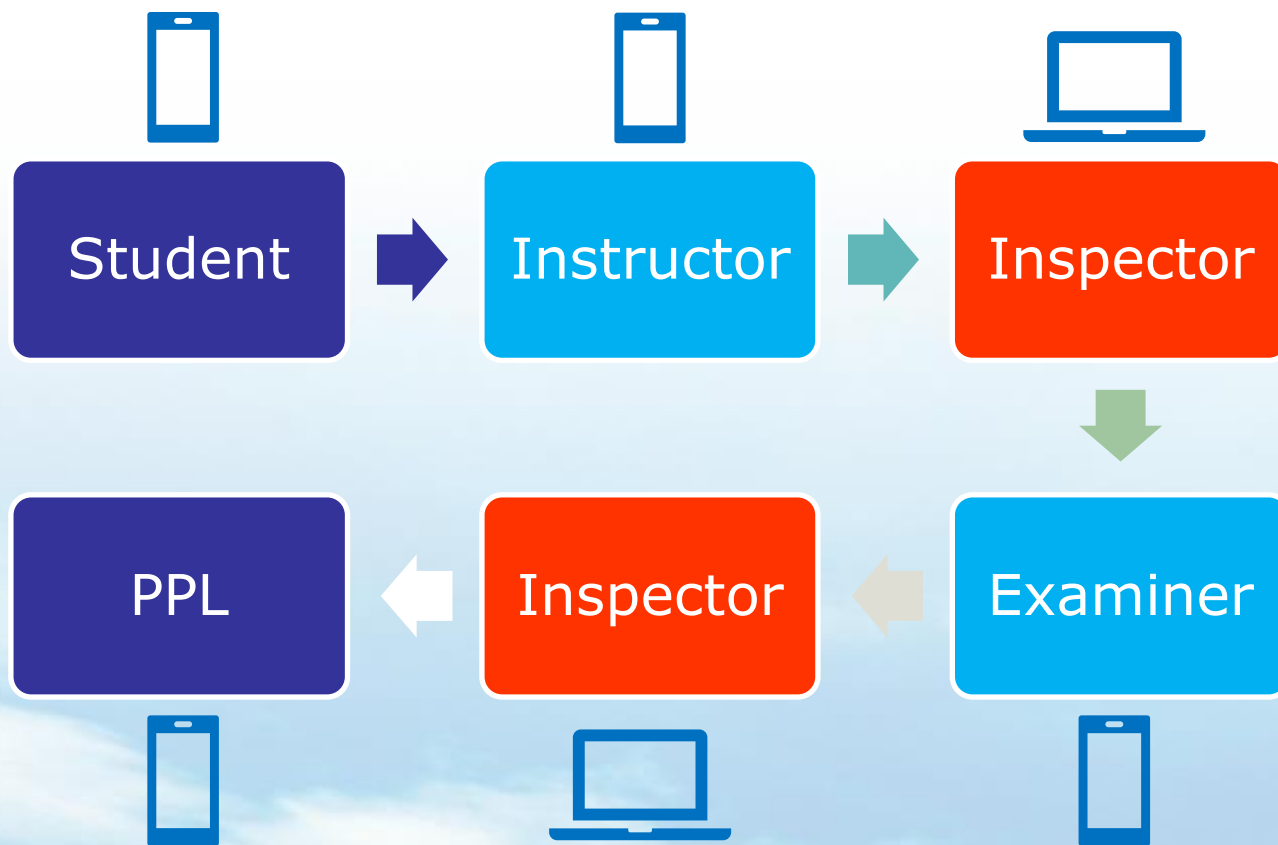 Student
Instructor
Inspector
PPL
Inspector
Examiner